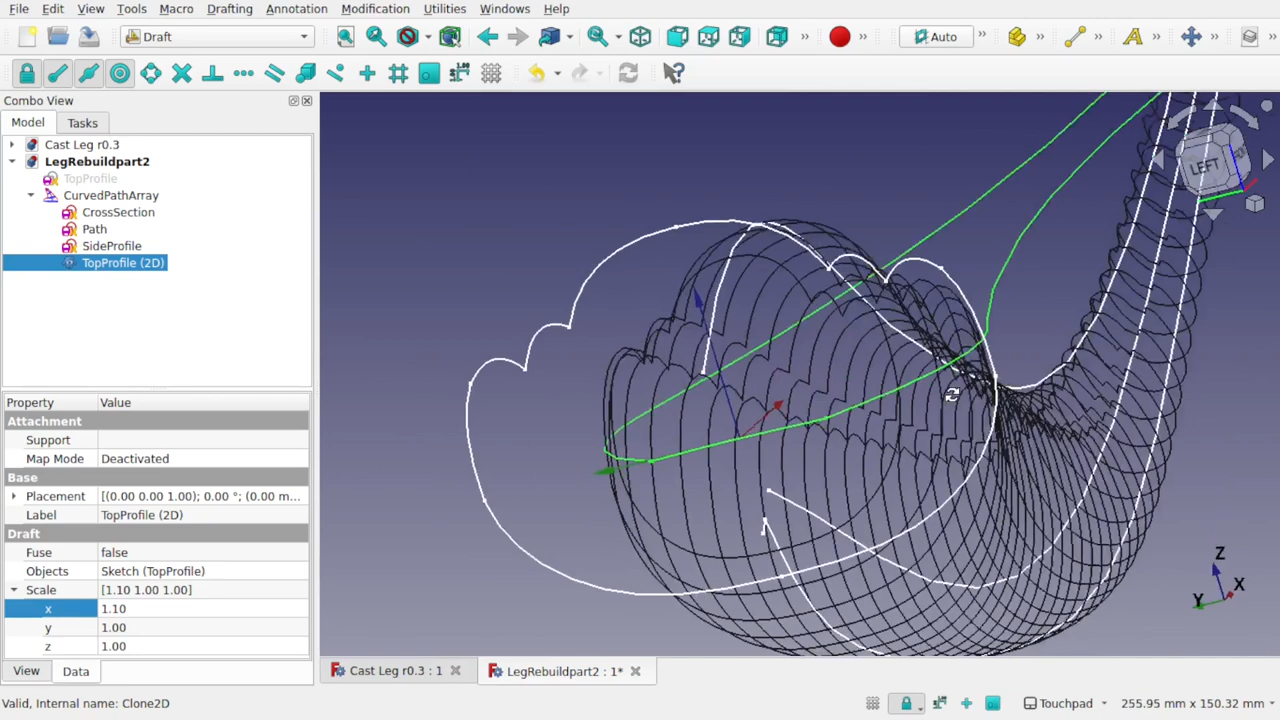 File Edit View Tools Macro Drafting Annotation Modification Utilities Windows Help
Draft
Auto
Combo View
Model Tasks
Cast Leg r0.3
LegRebuildpart2
TopProfile
CurvedPathArray
CrossSection
Path
SideProfile
TopProfile (2D)
Property Value
Attachment
Support
Map Mode Deactivated
Base
Placement [(0.00 0.00 1.00); 0.00 °; (0.00 m...
Label TopProfile (2D)
Draft
Fuse false
Objects Sketch (TopProfile)
Scale [1.10 1.00 1.00]
x 1.10
y 1.00
z 1.00
View Data
LEFT
Z
X
Y
Cast Leg r0.3 : 1
LegRebuildpart2 : 1*
Valid, Internal name: Clone2D
Touchpad
255.95 mm x 150.32 mm